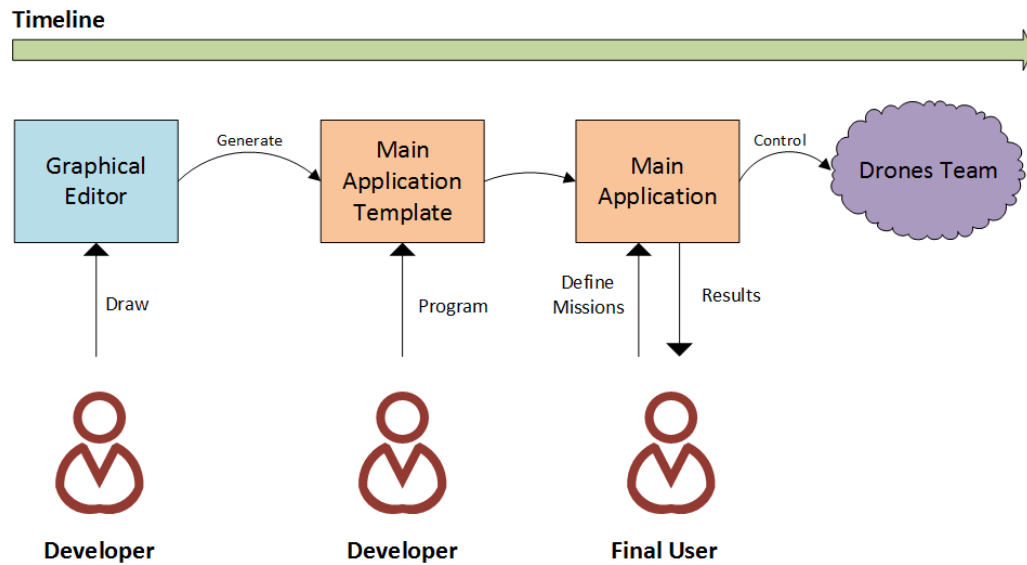 Timeline
Graphical
Editor
Generate
Main
Application
Template
Main
Application
Control
Drones Team
Draw
Program
Define
Missions
Results
Developer
Developer
Final User